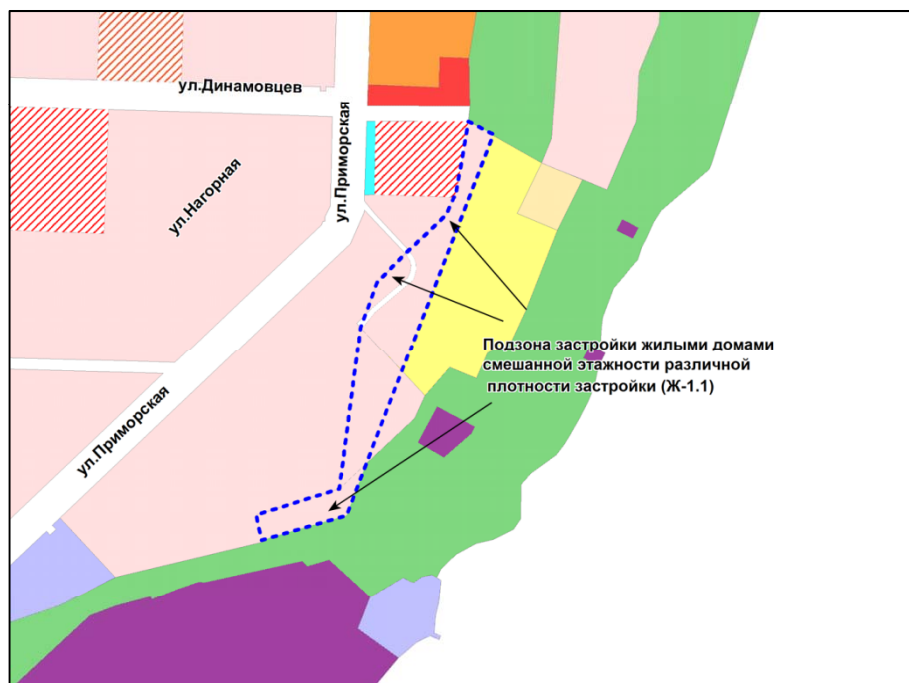 ул.Динамовцев
ул.Нагорная
ул.Приморская
Подзона застройки жилыми домами
смешанной этажности различной
плотности застройки (Ж-1.1)
ул.Приморская